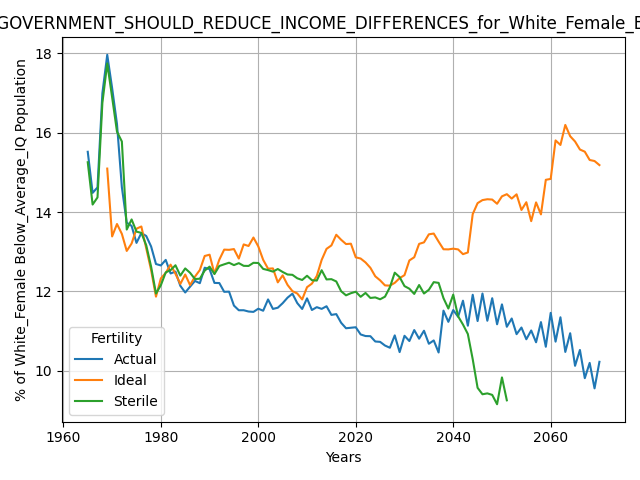 GOVERNMENT_SHOULD_REDUCE_INCOME_DIFFERENCES_for_White_Female_B
18
16
14
12
10
% of White_Female Below_Average_IQ Population
Fertility
Actual
Ideal
Sterile
1960
1980
2000
2020
2040
2060
Years